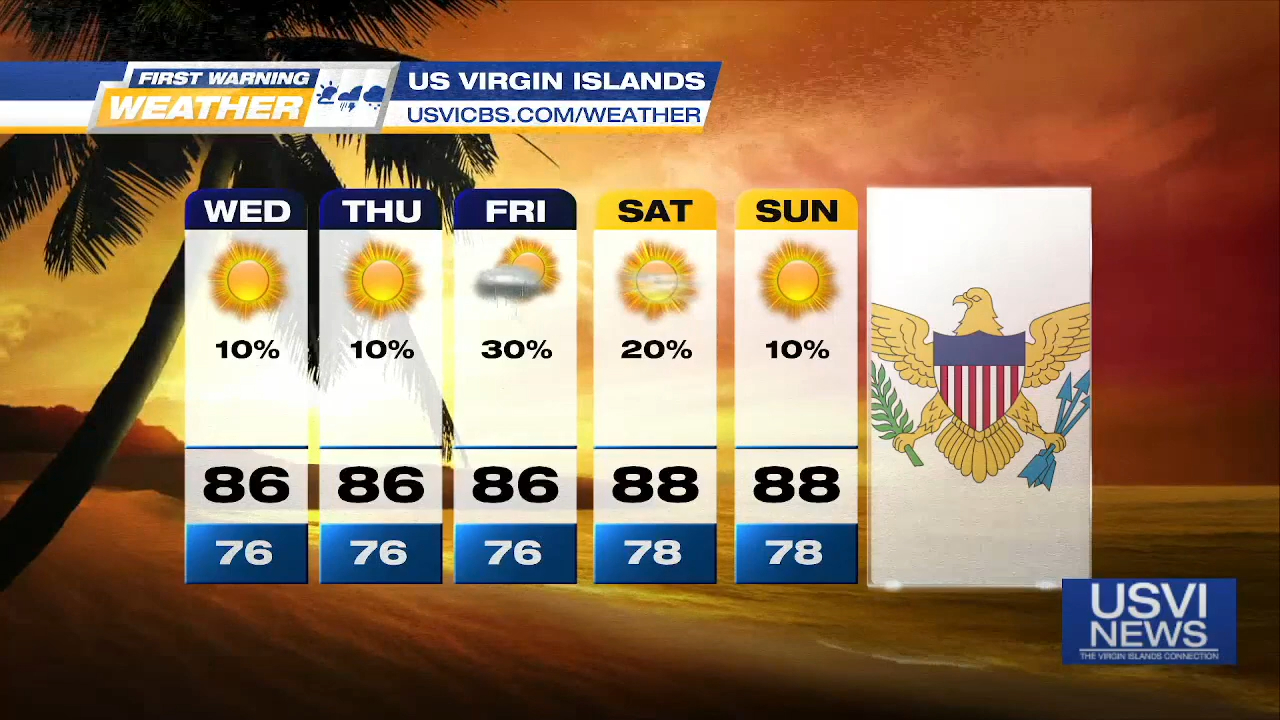 FIRST WARNING
WEATHER
US VIRGIN ISLANDS
USVICBS.COM/WEATHER
WED THU FRI SAT SUN
10% 10% 30% 20% 10%
86 86 86 88 88
76 76 76 78 78
USVI
NEWS
THE VIRGIN ISLANDS CONNECTION